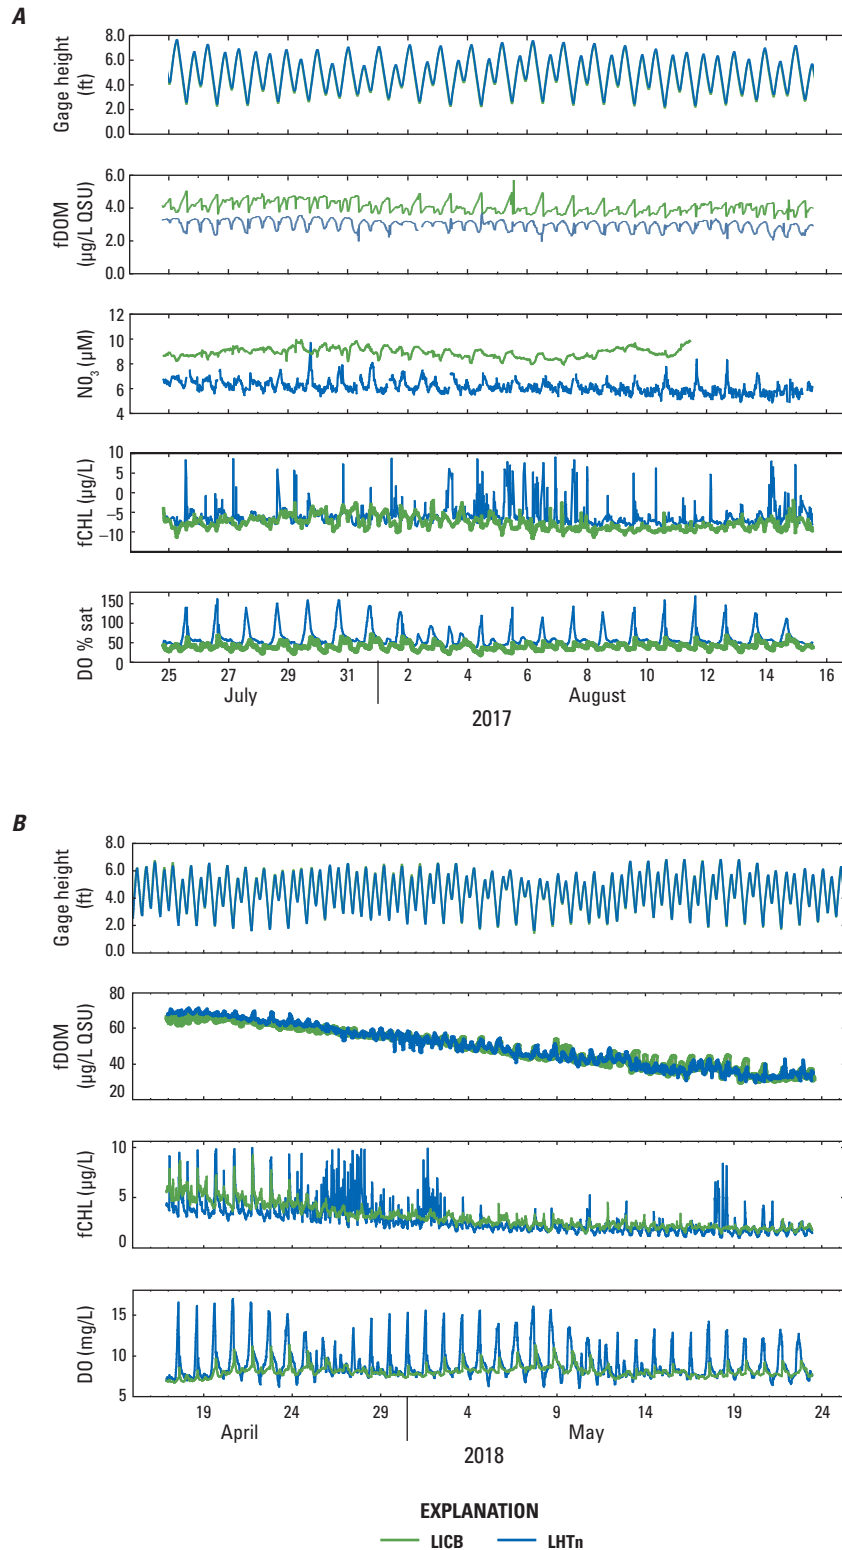 A
Gage height
(ft)
8.0
6.0
4.0
2.0
0.0
fDOM
(µg/L QSU)
6.0
4.0
2.0
0.0
NO3 (µM)
12
10
8
6
4
fCHL (µg/L)
10
5
0
−5
−10
DO % sat
150
100
50
0
25 27 29 31 2 4 6 8 10 12 14 16
July August
2017
B
Gage height
(ft)
8.0
6.0
4.0
2.0
0.0
fDOM
(µg/L QSU)
80
60
40
20
fCHL (µg/L)
10
5
0
DO (mg/L)
15
10
5
19 24 29 4 9 14 19 24
April May
2018
EXPLANATION
LICB LHTn